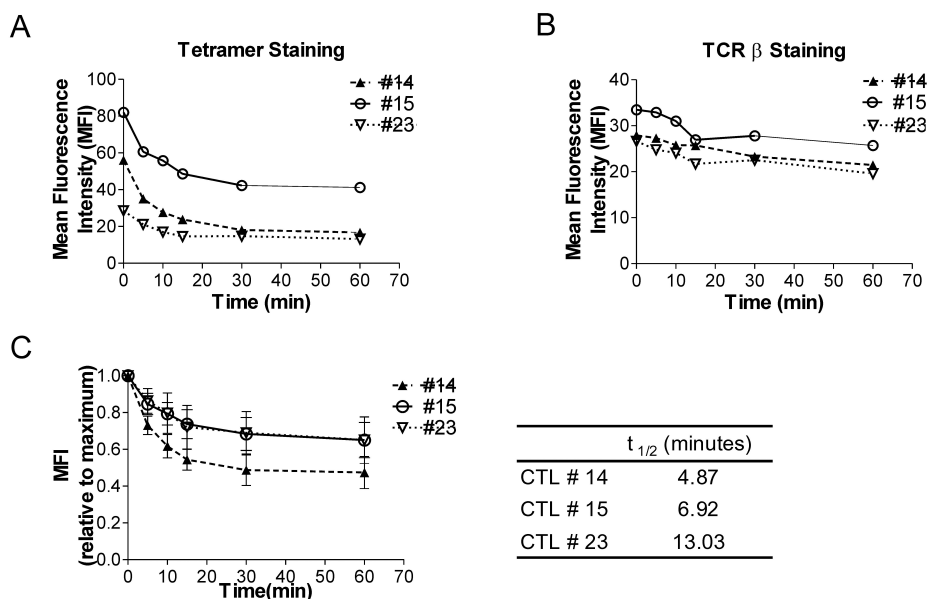 A
Tetramer Staining
Mean Fluorescence
Intensity (MFI)
100
80
60
40
20
0
0 10 20 30 40 50 60 70
Time (min)
#14
#15
#23
B
TCR β Staining
Mean Fluorescence
Intensity (MFI)
40
30
20
10
0
0 10 20 30 40 50 60 70
Time (min)
#14
#15
#23
C
MFI
(relative to maximum)
1.0
0.8
0.6
0.4
0.2
0.0
0 10 20 30 40 50 60 70
Time(min)
#14
#15
#23
t 1/2 (minutes)
CTL # 14 4.87
CTL # 15 6.92
CTL # 23 13.03